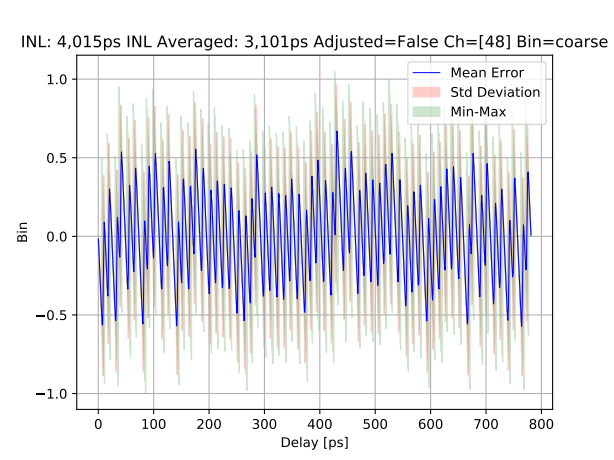 INL: 4,015ps INL Averaged: 3,101ps Adjusted=False Ch=[48] Bin=coarse
Mean Error
Std Deviation
Min-Max
1.0
0.5
0.0
−0.5
−1.0
Bin
0 100 200 300 400 500 600 700 800
Delay [ps]